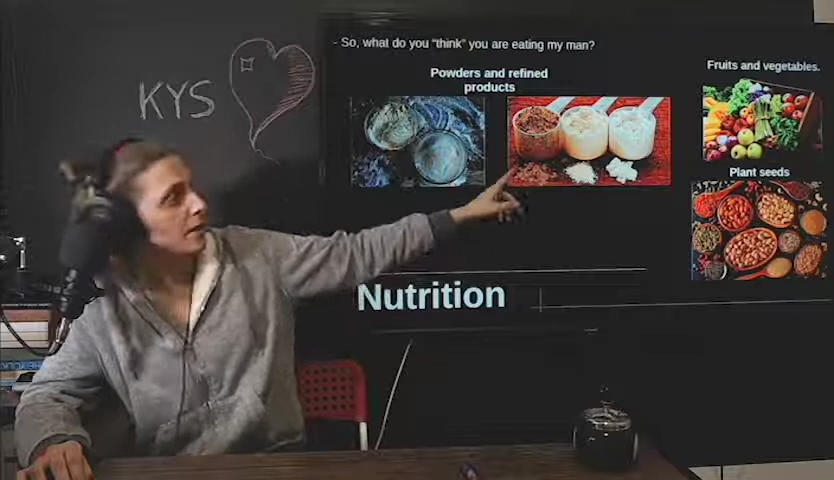 - So, what do you “think” you are eating my man?
Powders and refined
products
Fruits and vegetables.
KYS
Plant seeds
Nutrition